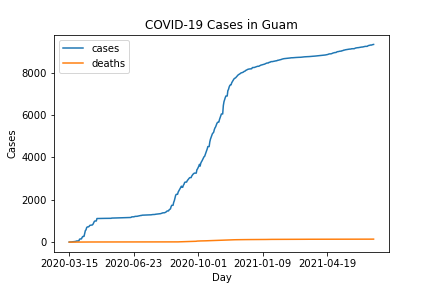 COVID-19 Cases in Guam
cases
deaths
Cases
8000
6000
4000
2000
0
2020-03-15 2020-06-23 2020-10-01 2021-01-09 2021-04-19
Day